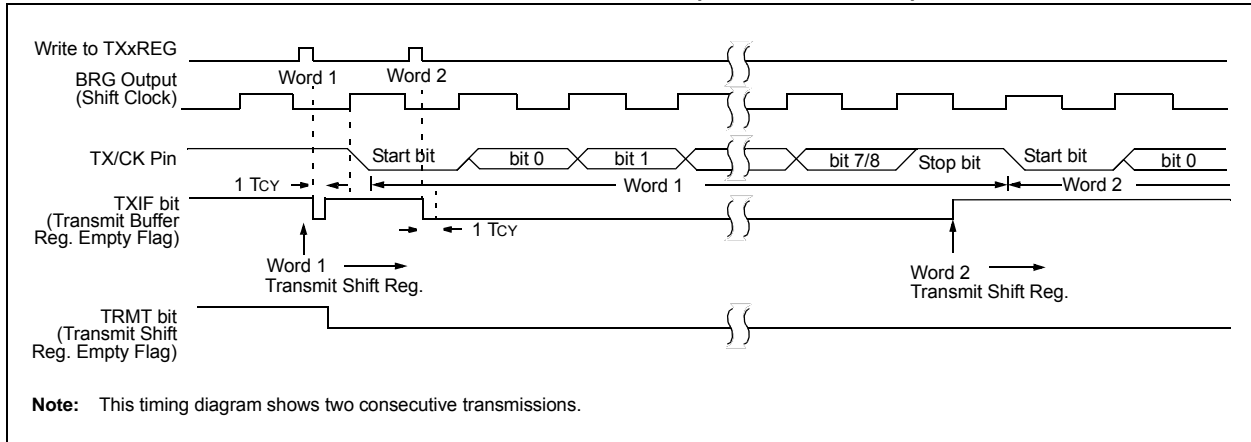 Write to TXxREG
Word 1
Word 2
BRG Output
(Shift Clock)
TX/CK Pin
Start bit
bit 0
bit 1
bit 7/8
Stop bit
Start bit
bit 0
1 TCY
Word 1
Word 2
TXIF bit
(Transmit Buffer
Reg. Empty Flag)
1 TCY
Word 1
Transmit Shift Reg.
Word 2
Transmit Shift Reg.
TRMT bit
(Transmit Shift
Reg. Empty Flag)
Note: This timing diagram shows two consecutive transmissions.